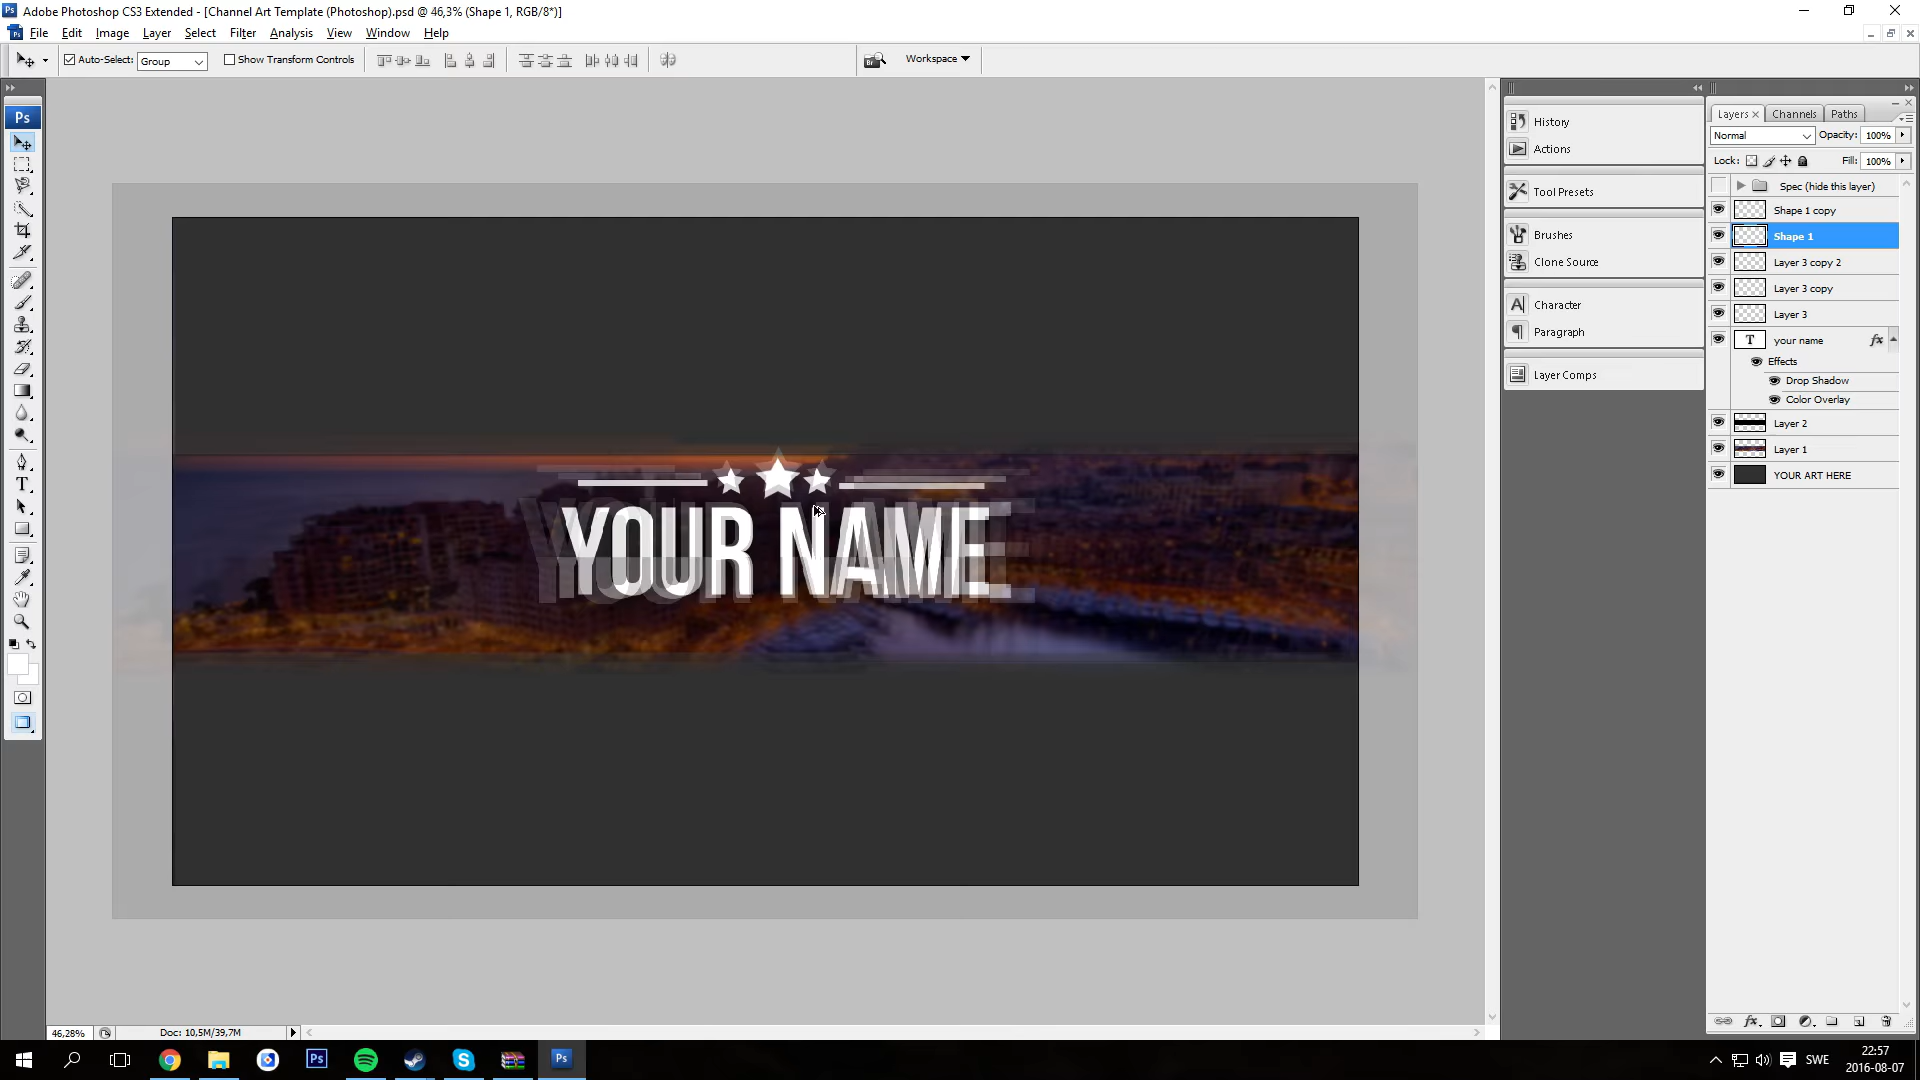 Adobe Photoshop CS3 Extended - [Channel Art Template (Photoshop).psd @ 46,3% (Shape 1, RGB/8*)]
File Edit Image Layer Select Filter Analysis View Window Help
Auto-Select: Group Show Transform Controls Workspace
Ps
History
Actions
Tool Presets
Brushes
Clone Source
Character
Paragraph
Layer Comps
Layers Channels Paths
Normal Opacity: 100%
Lock: Fill: 100%
Spec (hide this layer)
Shape 1 copy
Shape 1
Layer 3 copy 2
Layer 3 copy
Layer 3
T your name fx
Effects
Drop Shadow
Color Overlay
Layer 2
Layer 1
YOUR ART HERE
YOUR NAME
46,28% Doc: 10,5M/39,7M
22:57
SWE
2016-08-07